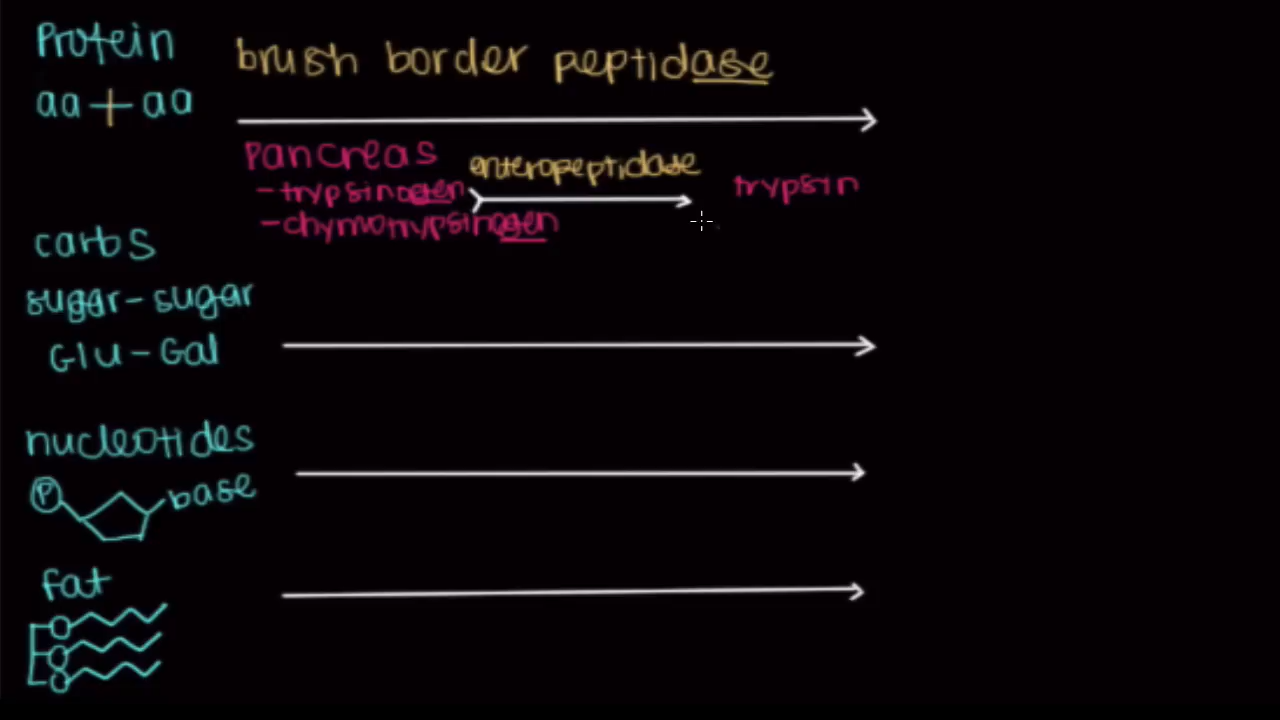 Protein
brush border peptidase
aa + aa
Pancreas
enteropeptidase
- trypsinogen
trypsin
- chymotrypsinogen
carbs
sugar - sugar
Glu - Gal
nucleotides
P
base
fat
O
O
O